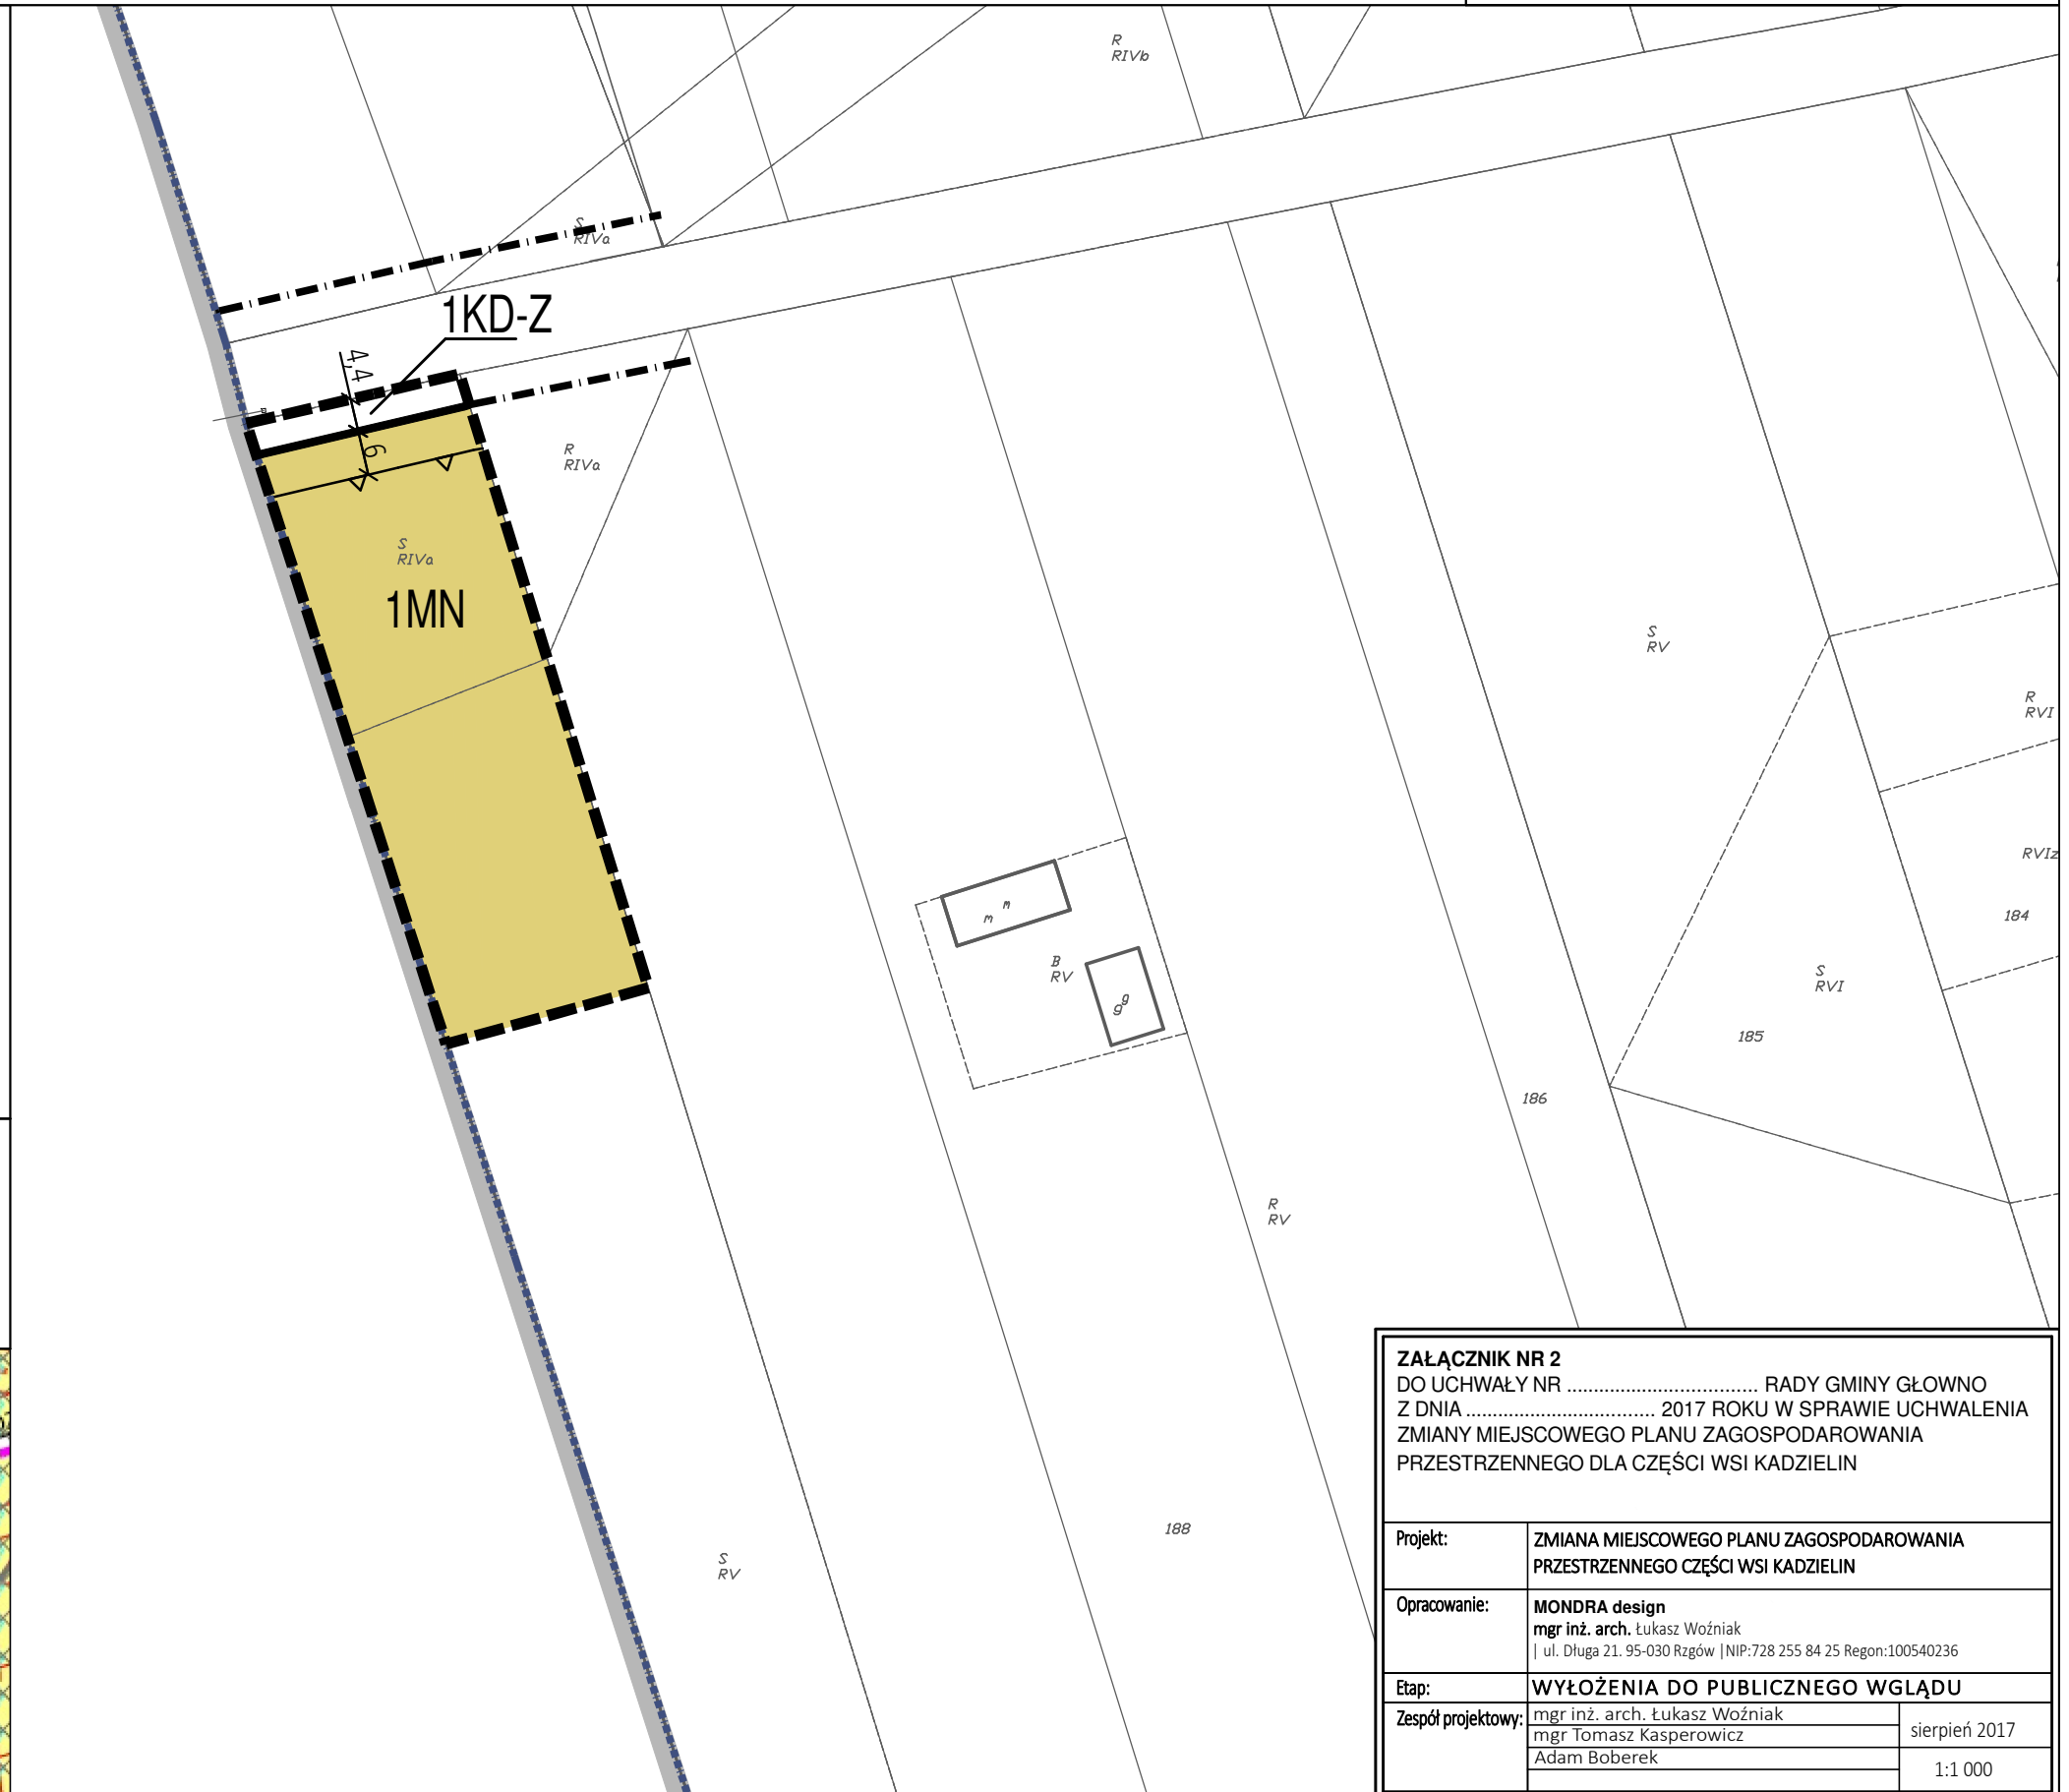 R
RIVb
S
RIVa
1KD-Z
4,4
6
R
RIVa
S
RIVa
1MN
S
RV
R
RVI
RVIz
184
m m
B
RV
g g
S
RVI
185
186
R
RV
188
S
RV
ZAŁĄCZNIK NR 2
DO UCHWAŁY NR .................................... RADY GMINY GŁOWNO
Z DNIA .................................... 2017 ROKU W SPRAWIE UCHWALENIA
ZMIANY MIEJSCOWEGO PLANU ZAGOSPODAROWANIA
PRZESTRZENNEGO DLA CZĘŚCI WSI KADZIELIN
Projekt: ZMIANA MIEJSCOWEGO PLANU ZAGOSPODAROWANIA
PRZESTRZENNEGO CZĘŚCI WSI KADZIELIN
Opracowanie: MONDRA design
mgr inż. arch. Łukasz Woźniak
| ul. Długa 21. 95-030 Rzgów |NIP:728 255 84 25 Regon:100540236
Etap: WYŁOŻENIA DO PUBLICZNEGO WGLĄDU
Zespół projektowy: mgr inż. arch. Łukasz Woźniak
mgr Tomasz Kasperowicz
Adam Boberek
sierpień 2017
1:1 000